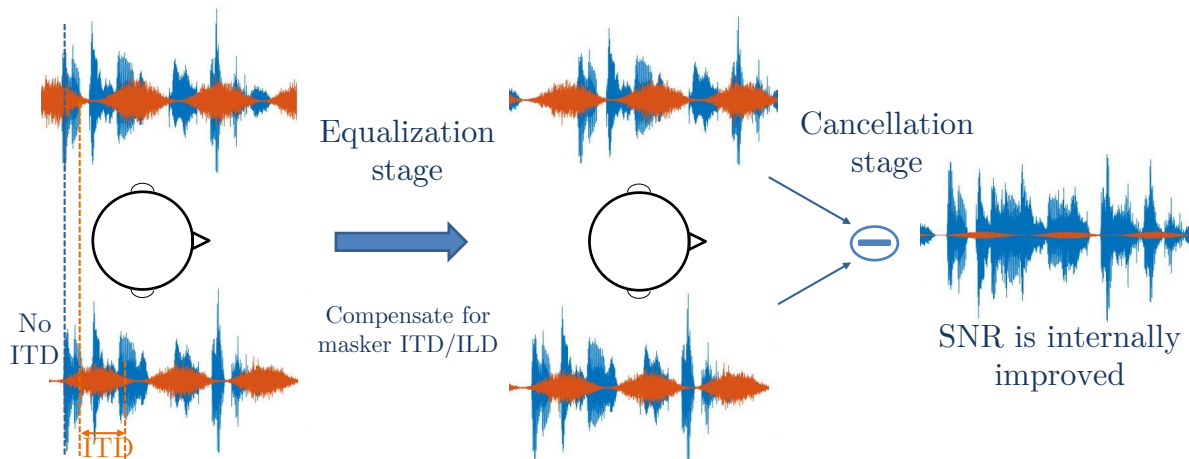 Equalization
stage
Cancellation
stage
No
ITD
ITD
Compensate for
masker ITD/ILD
SNR is internally
improved